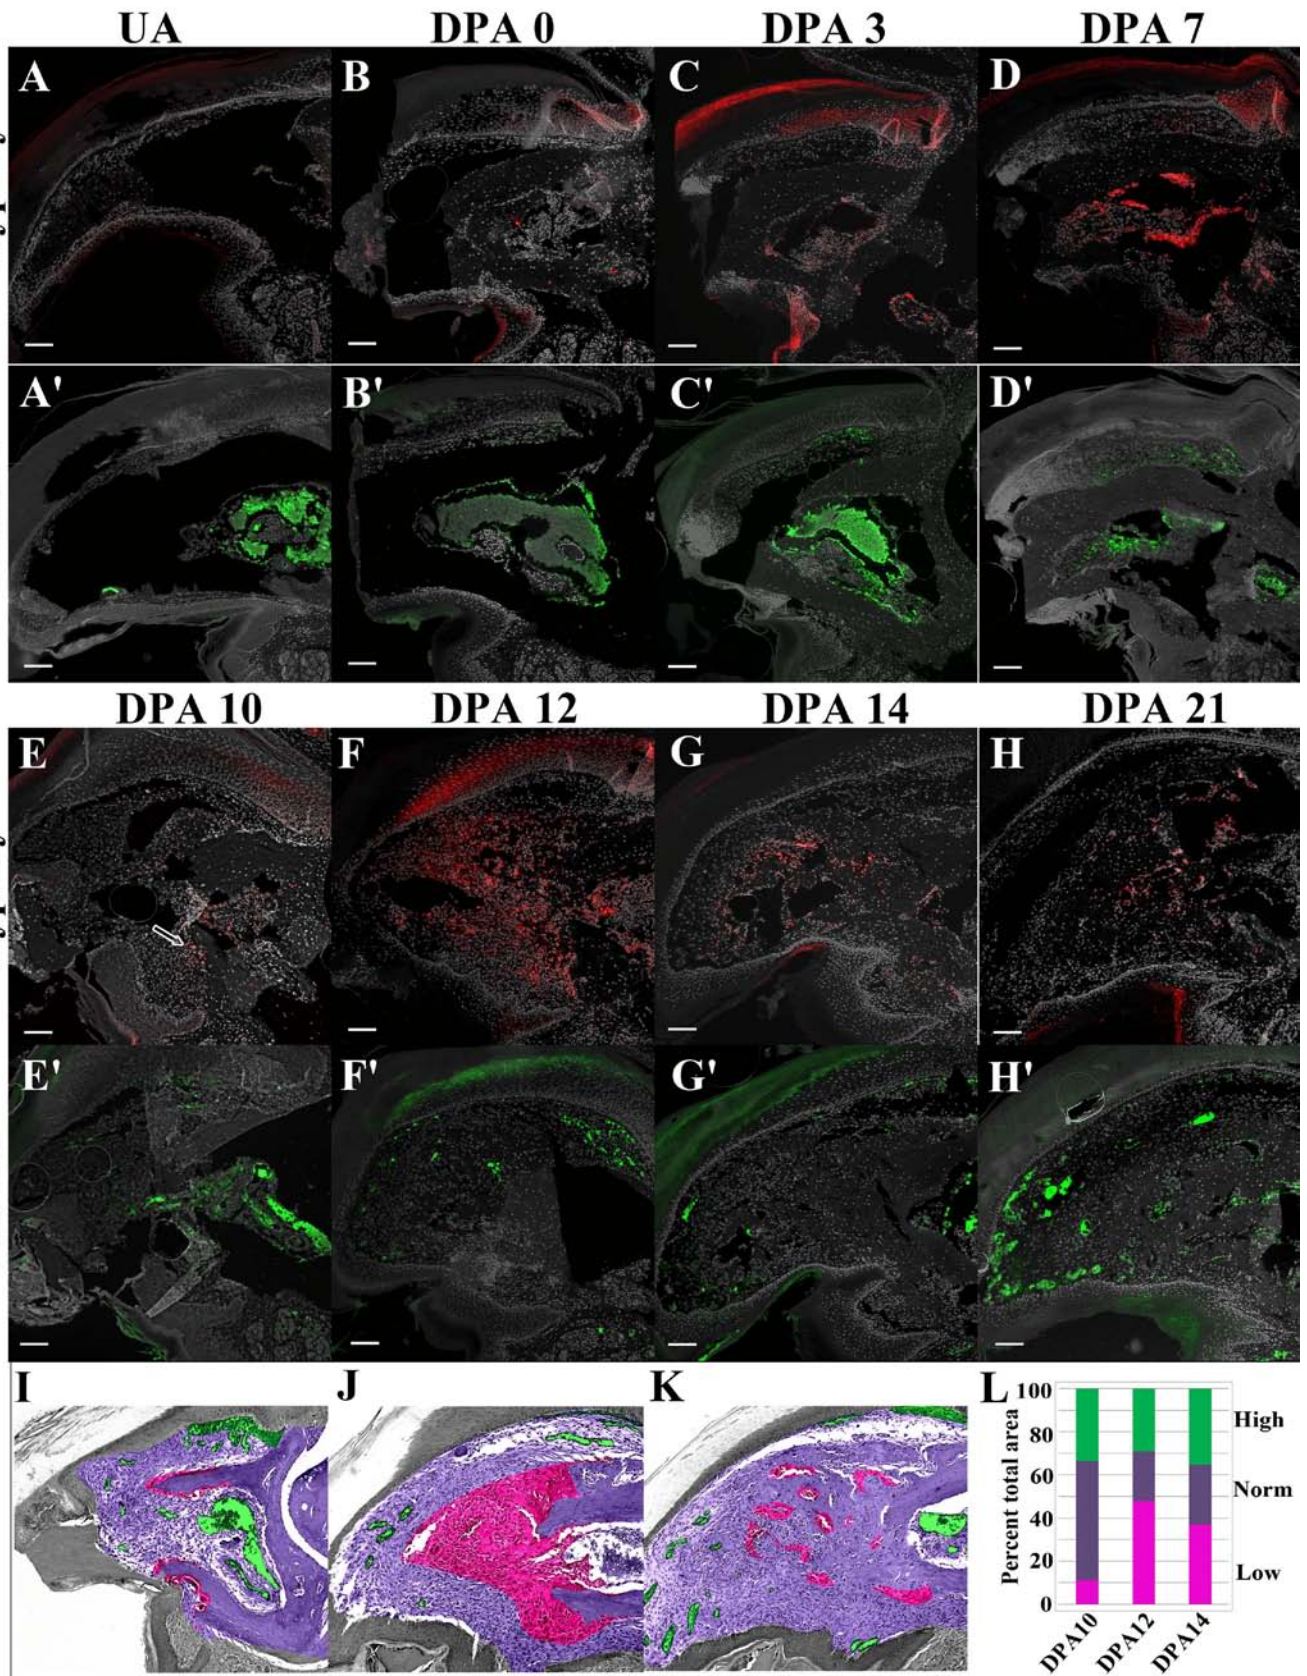 UA DPA 0 DPA 3 DPA 7
A B C D
A' B' C' D'
DPA 10 DPA 12 DPA 14 DPA 21
E F G H
E' F' G' H'
I J K L
100
80
60
40
20
0
Percent total area
High
Norm
Low
DPA10 DPA12 DPA14